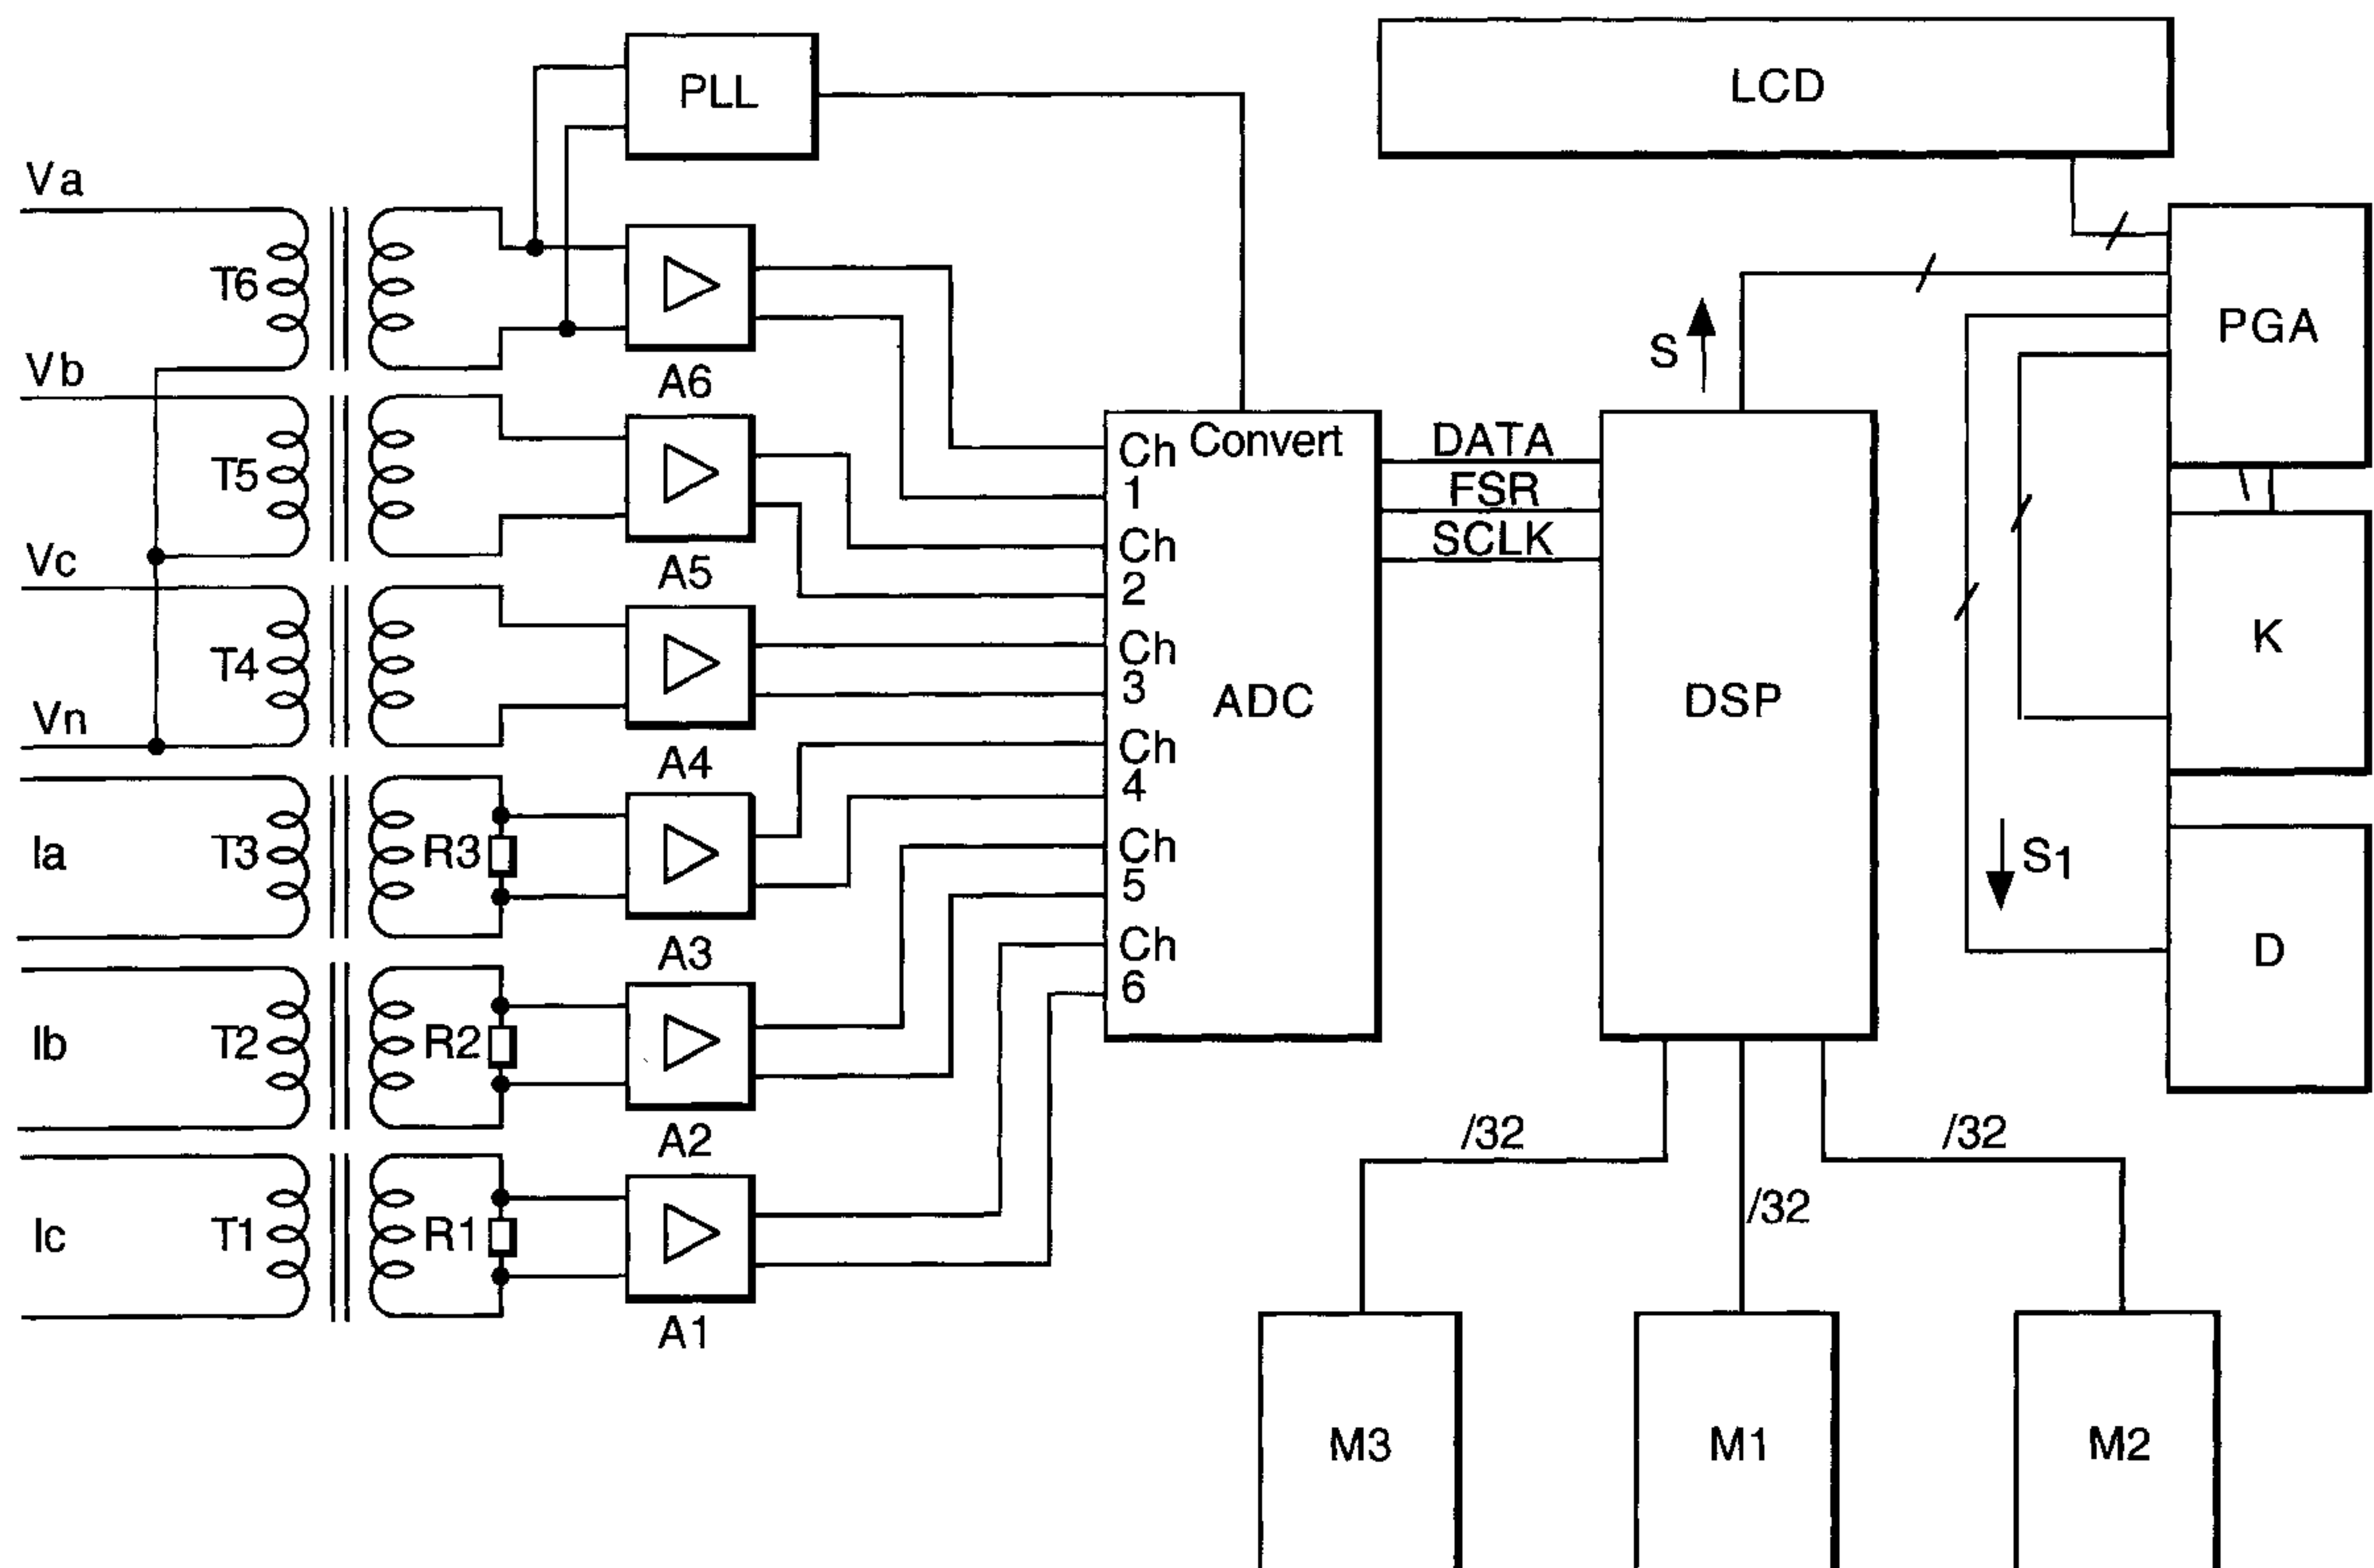 PLL
LCD
Va
T6
A6
S
PGA
Vb
T5
A5
Ch
1
Convert
DATA
FSR
SCLK
Ch
2
Vc
T4
A4
Ch
3
ADC
DSP
K
Vn
Ch
4
Ia
T3
R3
A3
Ch
5
S1
D
Ch
6
Ib
T2
R2
A2
/32
/32
/32
Ic
T1
R1
A1
M3
M1
M2